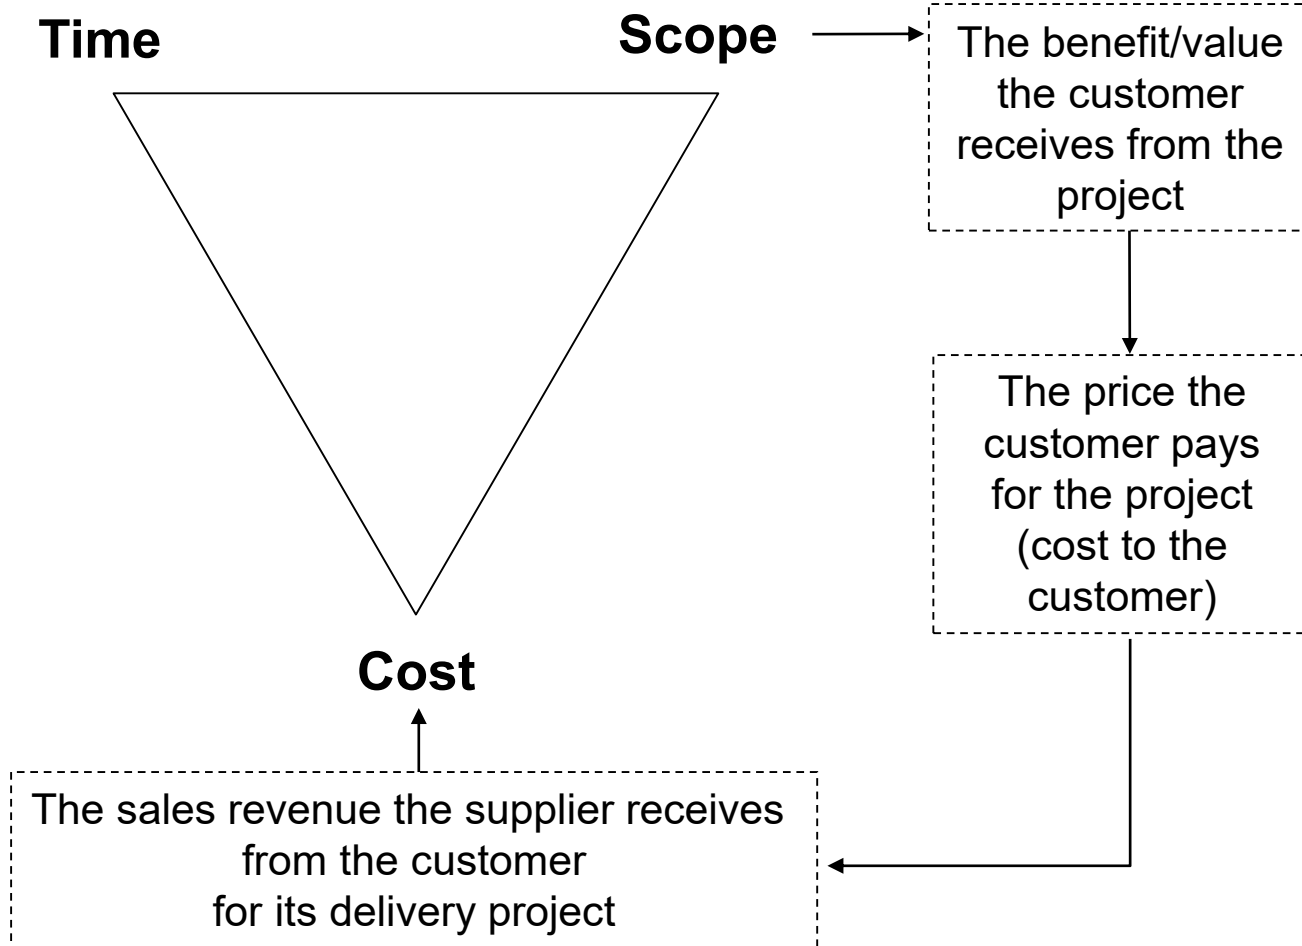 Time
Scope
The benefit/value
the customer
receives from the
project
The price the
customer pays
for the project
(cost to the
customer)
Cost
The sales revenue the supplier receives
from the customer
for its delivery project